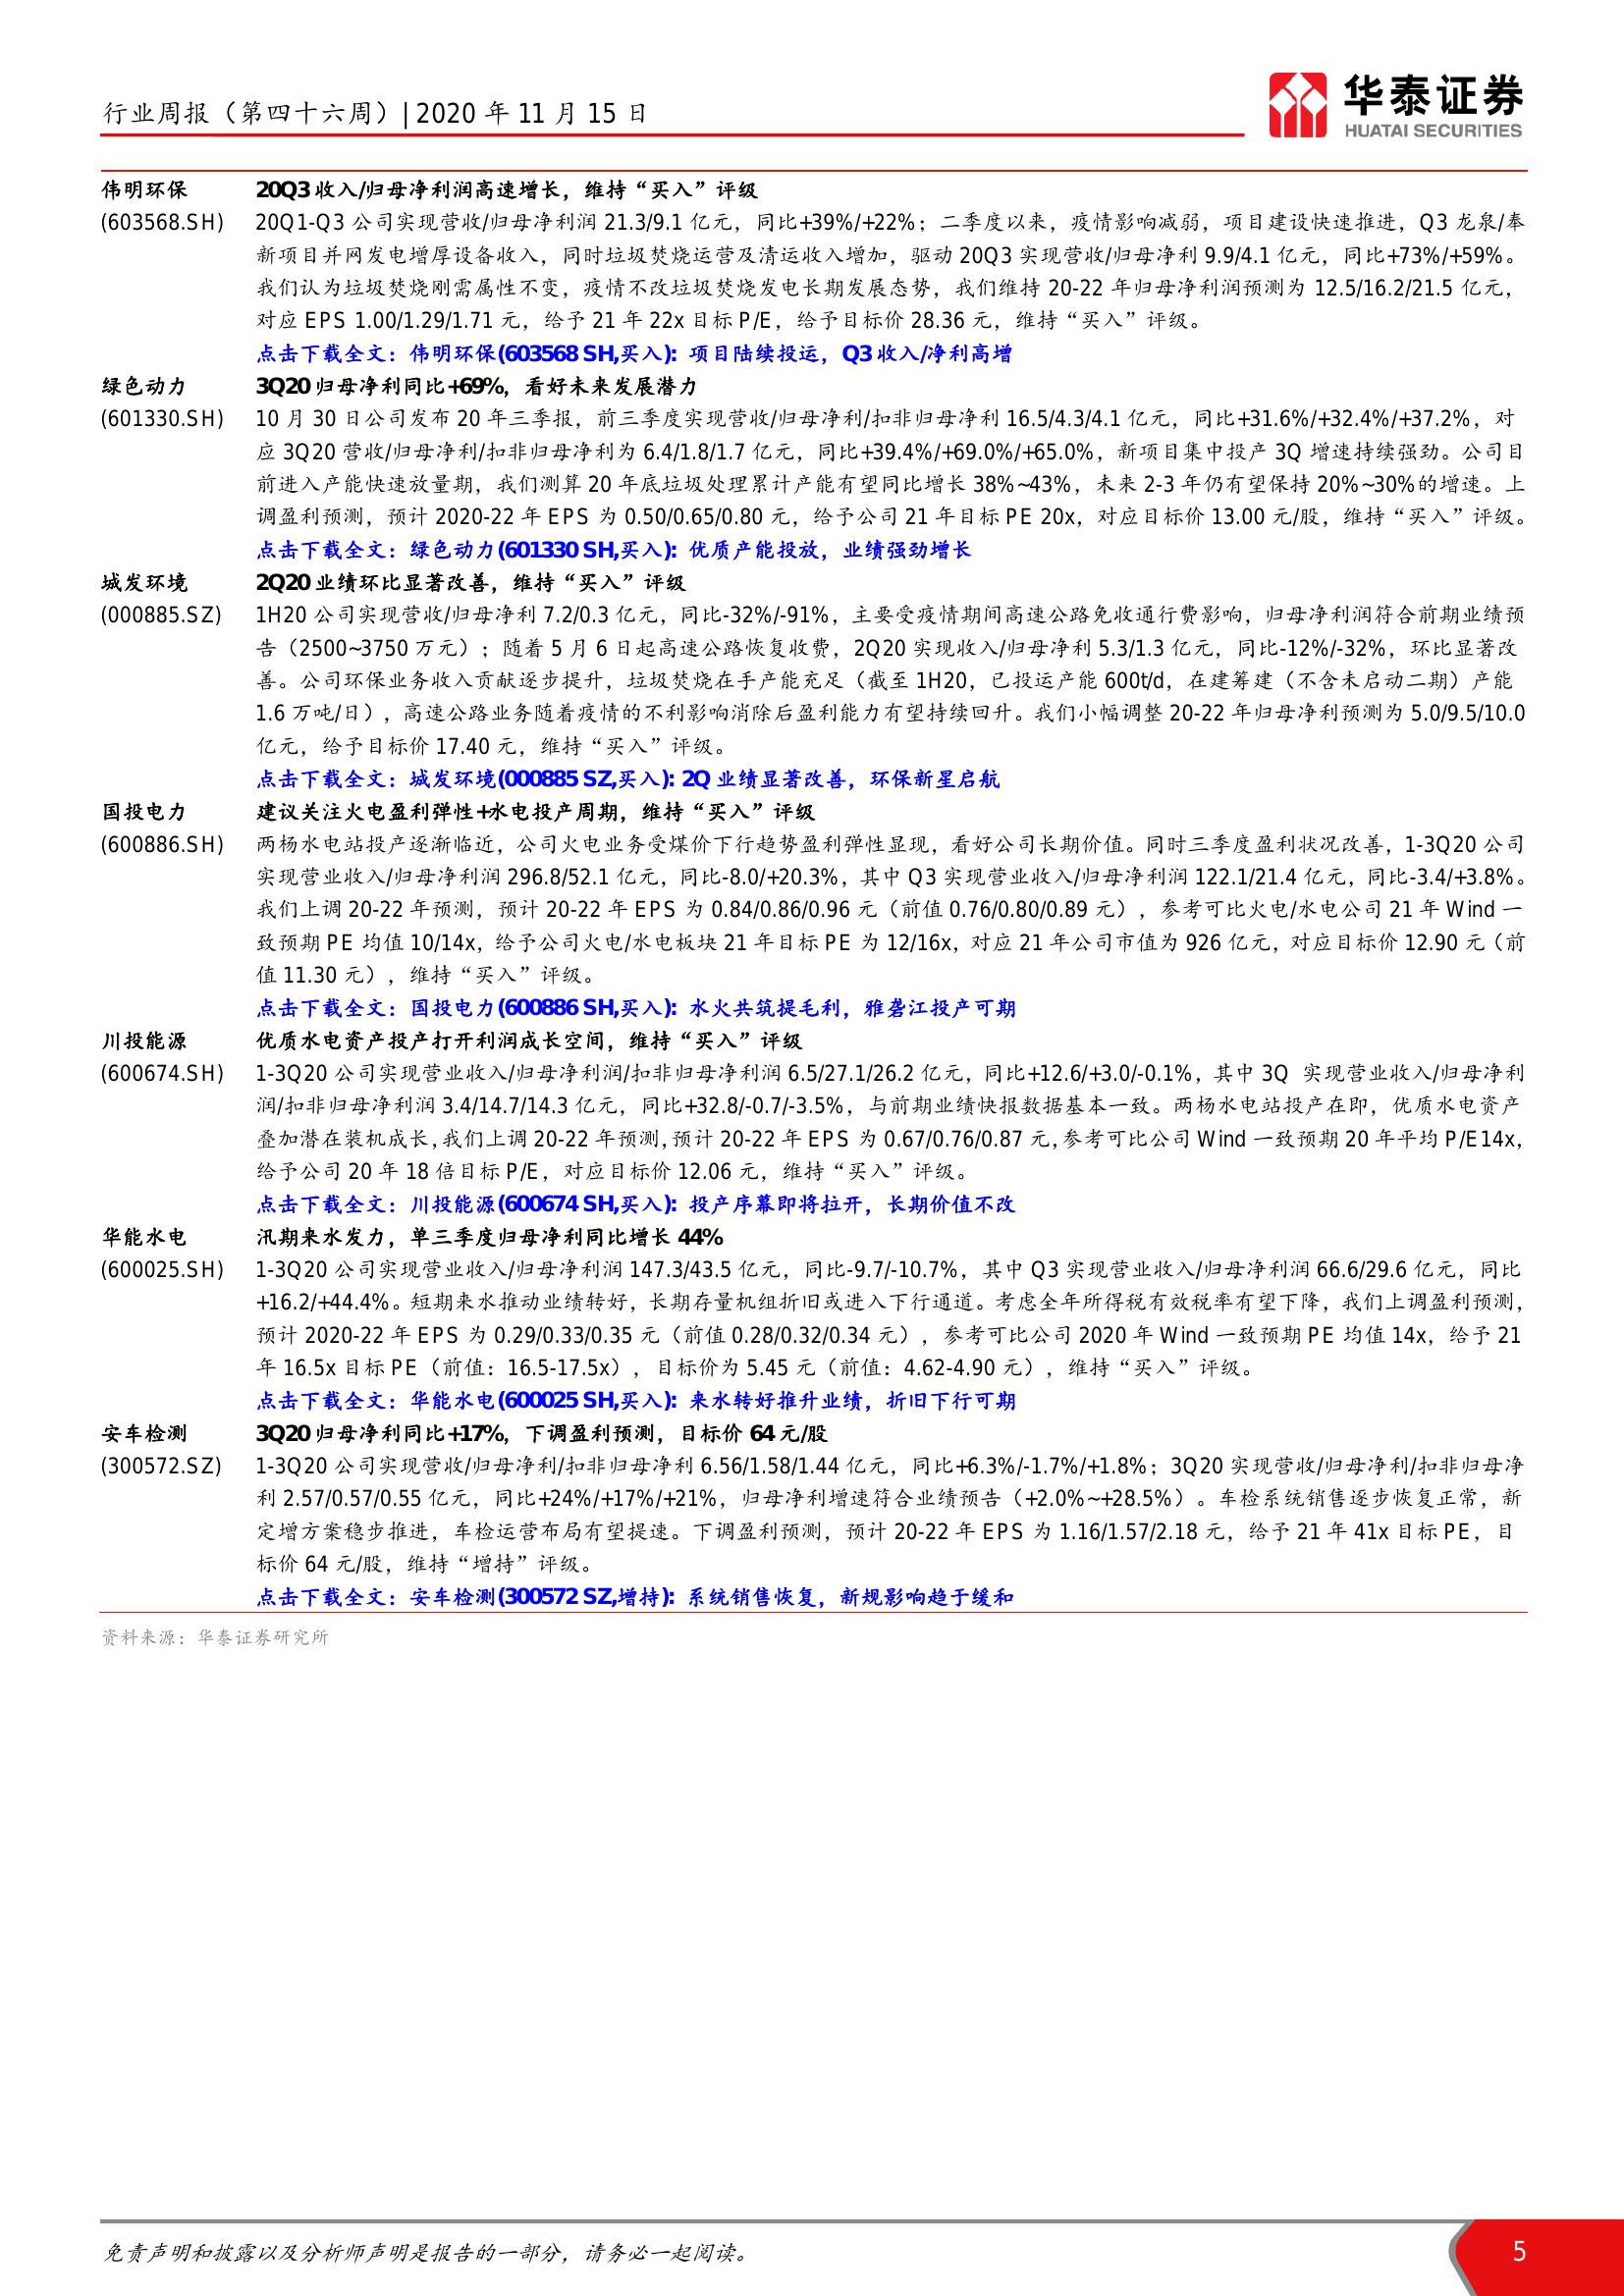 行业周报（第四十六周）| 2020 年 11 月 15 日
华泰证券
HUATAI SECURITIES
伟明环保 20Q3 收入/归母净利润高速增长，维持“买入”评级
(603568.SH) 20Q1-Q3 公司实现营收/归母净利润 21.3/9.1 亿元，同比+39%/+22%；二季度以来，疫情影响减弱，项目建设快速推进，Q3 龙泉/奉
新项目并网发电增厚设备收入，同时垃圾焚烧运营及清运收入增加，驱动 20Q3 实现营收/归母净利 9.9/4.1 亿元，同比+73%/+59%。
我们认为垃圾焚烧刚需属性不变，疫情不改垃圾焚烧发电长期发展态势，我们维持 20-22 年归母净利润预测为 12.5/16.2/21.5 亿元，
对应 EPS 1.00/1.29/1.71 元，给予 21 年 22x 目标 P/E，给予目标价 28.36 元，维持“买入”评级。
点击下载全文：伟明环保(603568 SH,买入): 项目陆续投运，Q3 收入/净利高增
绿色动力 3Q20 归母净利同比+69%，看好未来发展潜力
(601330.SH) 10 月 30 日公司发布 20 年三季报，前三季度实现营收/归母净利/扣非归母净利 16.5/4.3/4.1 亿元，同比+31.6%/+32.4%/+37.2%，对
应 3Q20 营收/归母净利/扣非归母净利为 6.4/1.8/1.7 亿元，同比+39.4%/+69.0%/+65.0%，新项目集中投产 3Q 增速持续强劲。公司目
前进入产能快速放量期，我们测算 20 年底垃圾处理累计产能有望同比增长 38%~43%，未来 2-3 年仍有望保持 20%~30%的增速。上
调盈利预测，预计 2020-22 年 EPS 为 0.50/0.65/0.80 元，给予公司 21 年目标 PE 20x，对应目标价 13.00 元/股，维持“买入”评级。
点击下载全文：绿色动力(601330 SH,买入): 优质产能投放，业绩强劲增长
城发环境 2Q20 业绩环比显著改善，维持“买入”评级
(000885.SZ) 1H20 公司实现营收/归母净利 7.2/0.3 亿元，同比-32%/-91%，主要受疫情期间高速公路免收通行费影响，归母净利润符合前期业绩预
告（2500~3750 万元）；随着 5 月 6 日起高速公路恢复收费，2Q20 实现收入/归母净利 5.3/1.3 亿元，同比-12%/-32%，环比显著改
善。公司环保业务收入贡献逐步提升，垃圾焚烧在手产能充足（截至 1H20，已投运产能 600t/d，在建筹建（不含未启动二期）产能
1.6 万吨/日），高速公路业务随着疫情的不利影响消除后盈利能力有望持续回升。我们小幅调整 20-22 年归母净利预测为 5.0/9.5/10.0
亿元，给予目标价 17.40 元，维持“买入”评级。
点击下载全文：城发环境(000885 SZ,买入): 2Q 业绩显著改善，环保新星启航
国投电力 建议关注火电盈利弹性+水电投产周期，维持“买入”评级
(600886.SH) 两杨水电站投产逐渐临近，公司火电业务受煤价下行趋势盈利弹性显现，看好公司长期价值。同时三季度盈利状况改善，1-3Q20 公司
实现营业收入/归母净利润 296.8/52.1 亿元，同比-8.0/+20.3%，其中 Q3 实现营业收入/归母净利润 122.1/21.4 亿元，同比-3.4/+3.8%。
我们上调 20-22 年预测，预计 20-22 年 EPS 为 0.84/0.86/0.96 元（前值 0.76/0.80/0.89 元），参考可比火电/水电公司 21 年 Wind 一
致预期 PE 均值 10/14x，给予公司火电/水电板块 21 年目标 PE 为 12/16x，对应 21 年公司市值为 926 亿元，对应目标价 12.90 元（前
值 11.30 元），维持“买入”评级。
点击下载全文：国投电力(600886 SH,买入): 水火共筑提毛利，雅砻江投产可期
川投能源 优质水电资产投产打开利润成长空间，维持“买入”评级
(600674.SH) 1-3Q20 公司实现营业收入/归母净利润/扣非归母净利润 6.5/27.1/26.2 亿元，同比+12.6/+3.0/-0.1%，其中 3Q 实现营业收入/归母净利
润/扣非归母净利润 3.4/14.7/14.3 亿元，同比+32.8/-0.7/-3.5%，与前期业绩快报数据基本一致。两杨水电站投产在即，优质水电资产
叠加潜在装机成长,我们上调 20-22 年预测,预计 20-22 年 EPS 为 0.67/0.76/0.87 元,参考可比公司 Wind 一致预期 20 年平均 P/E14x，
给予公司 20 年 18 倍目标 P/E，对应目标价 12.06 元，维持“买入”评级。
点击下载全文：川投能源(600674 SH,买入): 投产序幕即将拉开，长期价值不改
华能水电 汛期来水发力，单三季度归母净利同比增长 44%
(600025.SH) 1-3Q20 公司实现营业收入/归母净利润 147.3/43.5 亿元，同比-9.7/-10.7%，其中 Q3 实现营业收入/归母净利润 66.6/29.6 亿元，同比
+16.2/+44.4%。短期来水推动业绩转好，长期存量机组折旧或进入下行通道。考虑全年所得税有效税率有望下降，我们上调盈利预测，
预计 2020-22 年 EPS 为 0.29/0.33/0.35 元（前值 0.28/0.32/0.34 元），参考可比公司 2020 年 Wind 一致预期 PE 均值 14x，给予 21
年 16.5x 目标 PE（前值：16.5-17.5x），目标价为 5.45 元（前值：4.62-4.90 元），维持“买入”评级。
点击下载全文：华能水电(600025 SH,买入): 来水转好推升业绩，折旧下行可期
安车检测 3Q20 归母净利同比+17%，下调盈利预测，目标价 64 元/股
(300572.SZ) 1-3Q20 公司实现营收/归母净利/扣非归母净利 6.56/1.58/1.44 亿元，同比+6.3%/-1.7%/+1.8%；3Q20 实现营收/归母净利/扣非归母净
利 2.57/0.57/0.55 亿元，同比+24%/+17%/+21%，归母净利增速符合业绩预告（+2.0%~+28.5%）。车检系统销售逐步恢复正常，新
定增方案稳步推进，车检运营布局有望提速。下调盈利预测，预计 20-22 年 EPS 为 1.16/1.57/2.18 元，给予 21 年 41x 目标 PE，目
标价 64 元/股，维持“增持”评级。
点击下载全文：安车检测(300572 SZ,增持): 系统销售恢复，新规影响趋于缓和
资料来源：华泰证券研究所
免责声明和披露以及分析师声明是报告的一部分，请务必一起阅读。
5